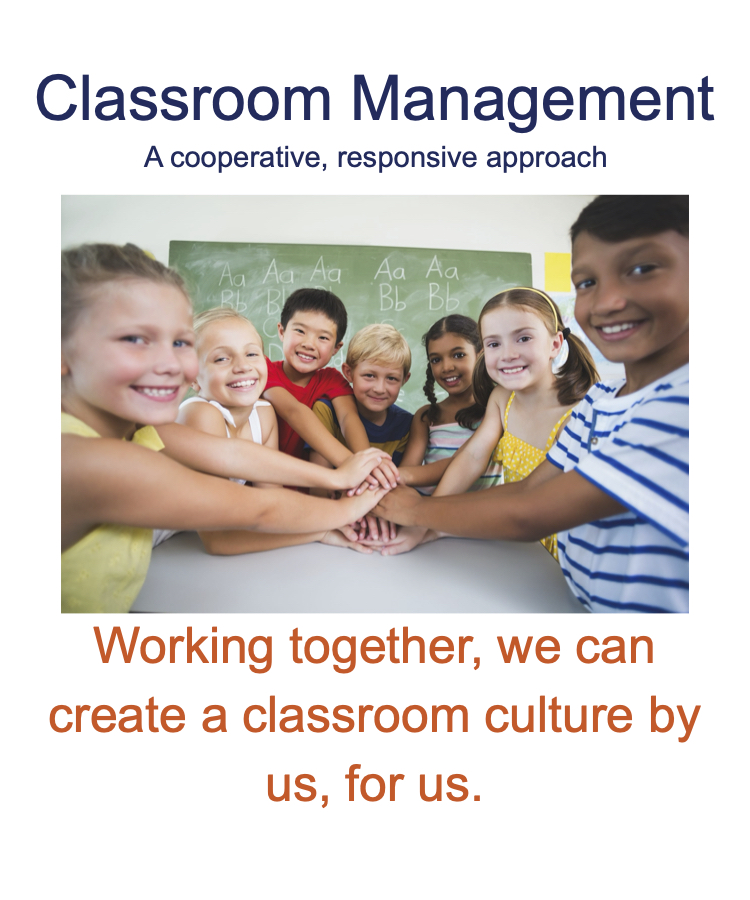 Classroom Management
A cooperative, responsive approach
Aa Aa Aa Aa Aa
Bb Bb Bb Bb
Working together, we can
create a classroom culture by
us, for us.